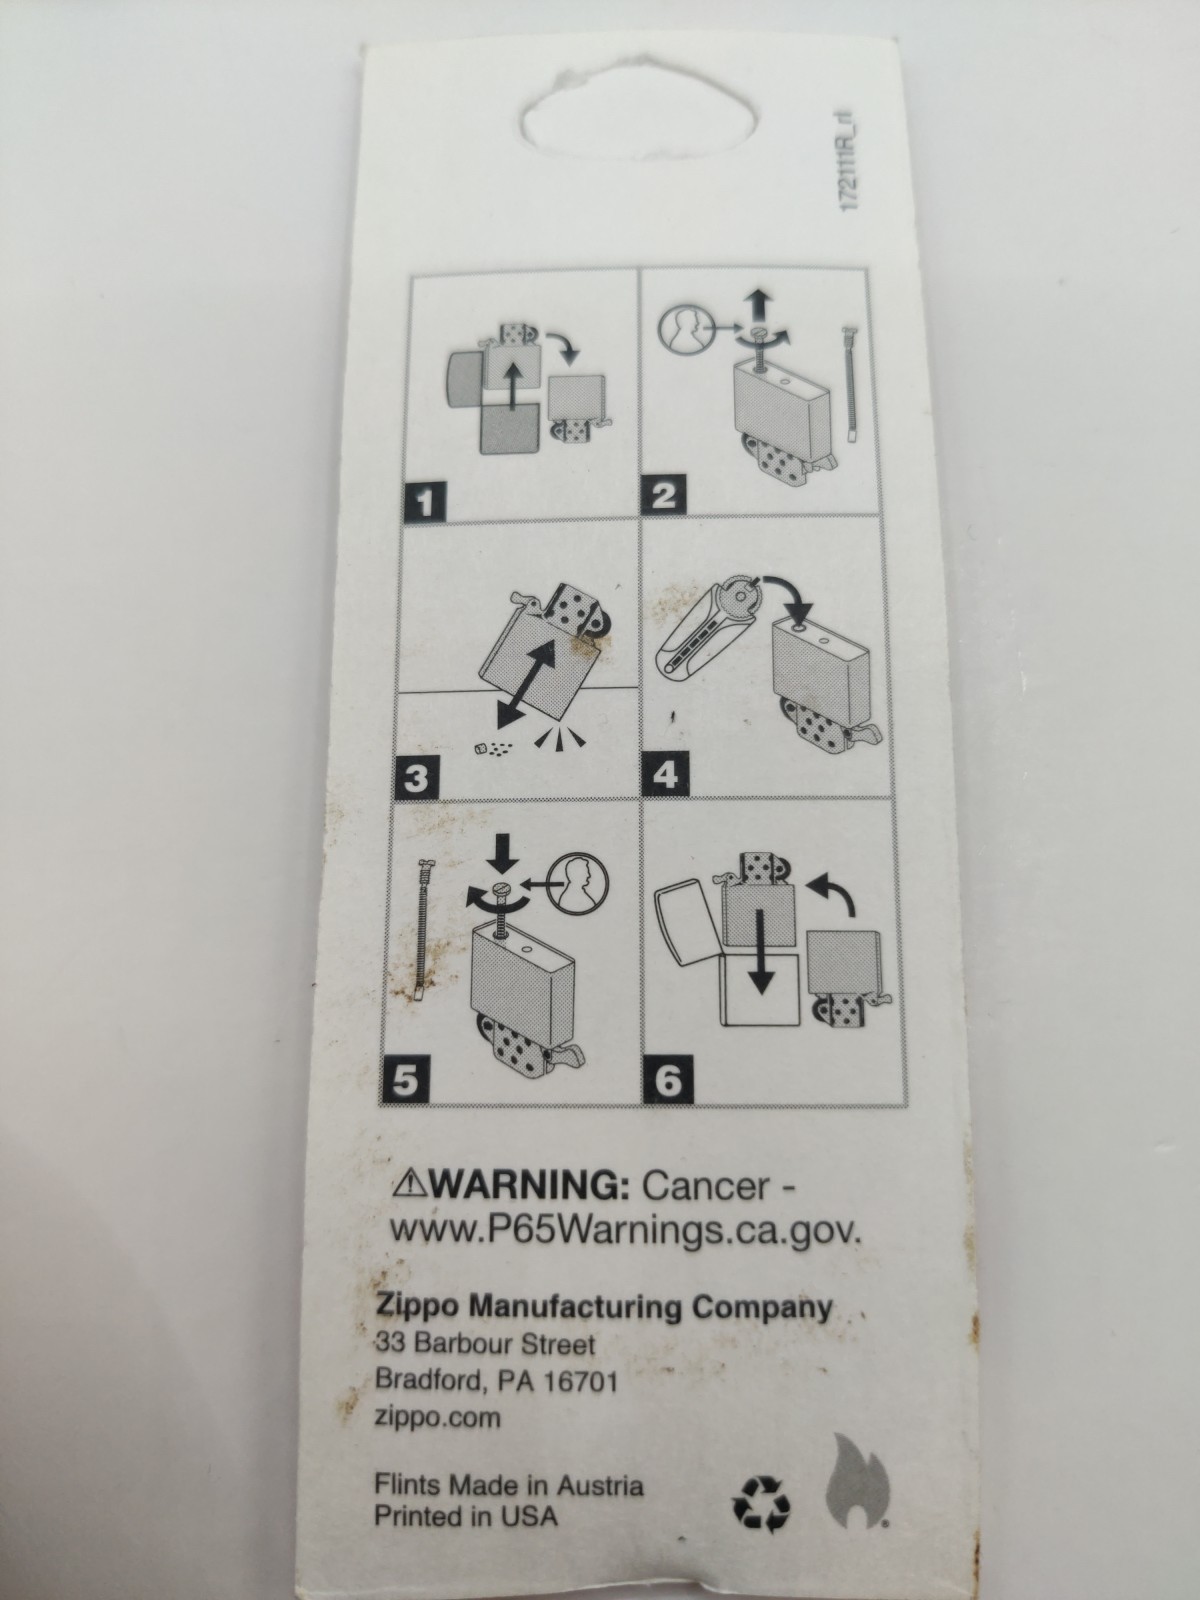 172111R_rl
1
2
3
4
5
6
⚠WARNING: Cancer -
www.P65Warnings.ca.gov.
Zippo Manufacturing Company
33 Barbour Street
Bradford, PA 16701
zippo.com
Flints Made in Austria
Printed in USA
®